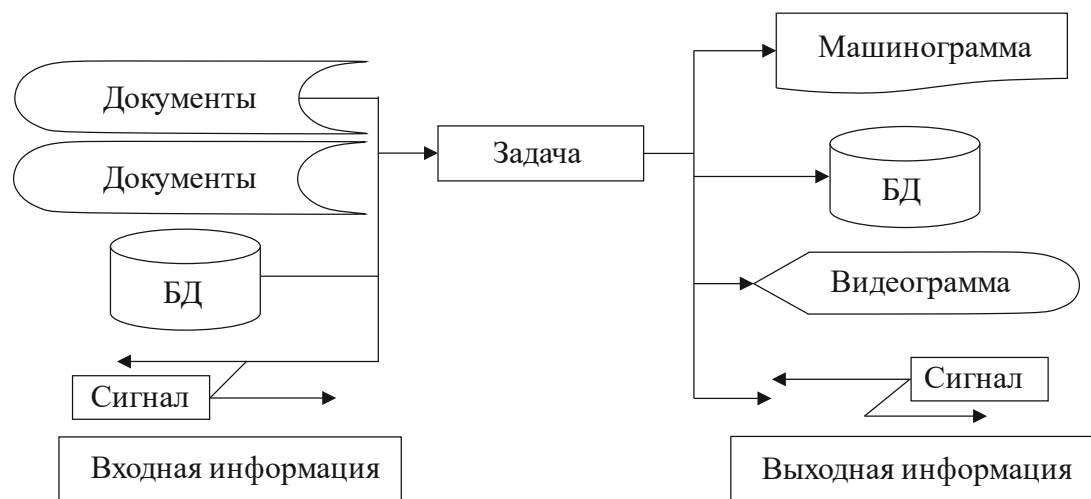 Документы
Документы
БД
Сигнал
Входная информация
Задача
Машинограмма
БД
Видеограмма
Сигнал
Выходная информация